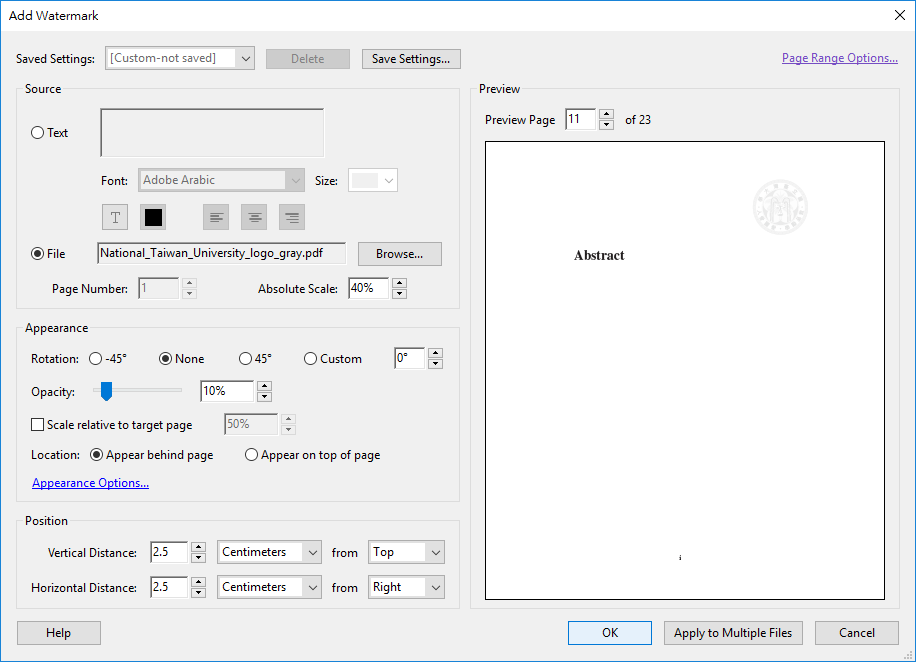 Add Watermark
Saved Settings: [Custom-not saved] Delete Save Settings... Page Range Options...
Source
Text
Font: Adobe Arabic Size:
T
File National_Taiwan_University_logo_gray.pdf Browse...
Page Number: 1 Absolute Scale: 40%
Appearance
Rotation: -45° None 45° Custom 0°
Opacity: 10%
Scale relative to target page 50%
Location: Appear behind page Appear on top of page
Appearance Options...
Position
Vertical Distance: 2.5 Centimeters from Top
Horizontal Distance: 2.5 Centimeters from Right
Preview
Preview Page 11 of 23
Abstract
i
Help OK Apply to Multiple Files Cancel